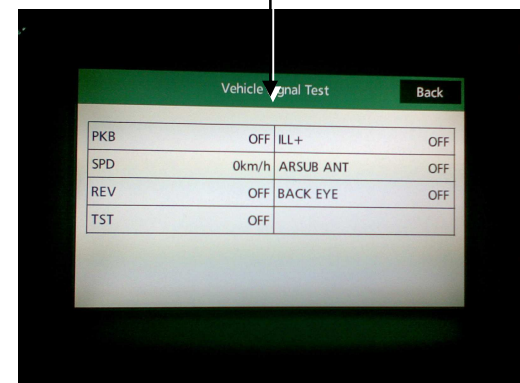 Vehicle Signal Test
Back
PKB OFF ILL+ OFF
SPD 0km/h ARSUB ANT OFF
REV OFF BACK EYE OFF
TST OFF